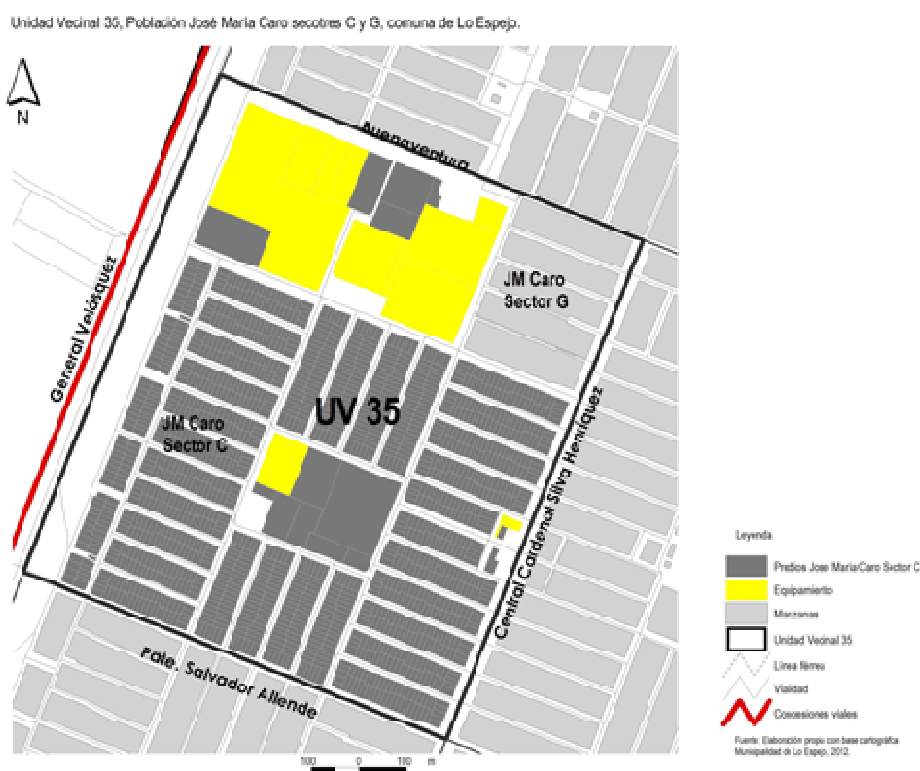 Unidad Vecinal 35, Población José María Caro secotres C y G, comuna de Lo Espejo.
N
Buenaventura
General Velásquez
JM Caro
Sector G
UV 35
JM Caro
Sector C
Central Cardenal Silva Henríquez
Pdte. Salvador Allende
Leyenda
Predios Jose María Caro Sector C
Equipamiento
Manzanas
Unidad Vecinal 35
Línea férrea
Vialidad
Concesiones viales
Fuente: Elaboración propia con base cartográfica
Municipalidad de Lo Espejo, 2012.
100 0 100 m